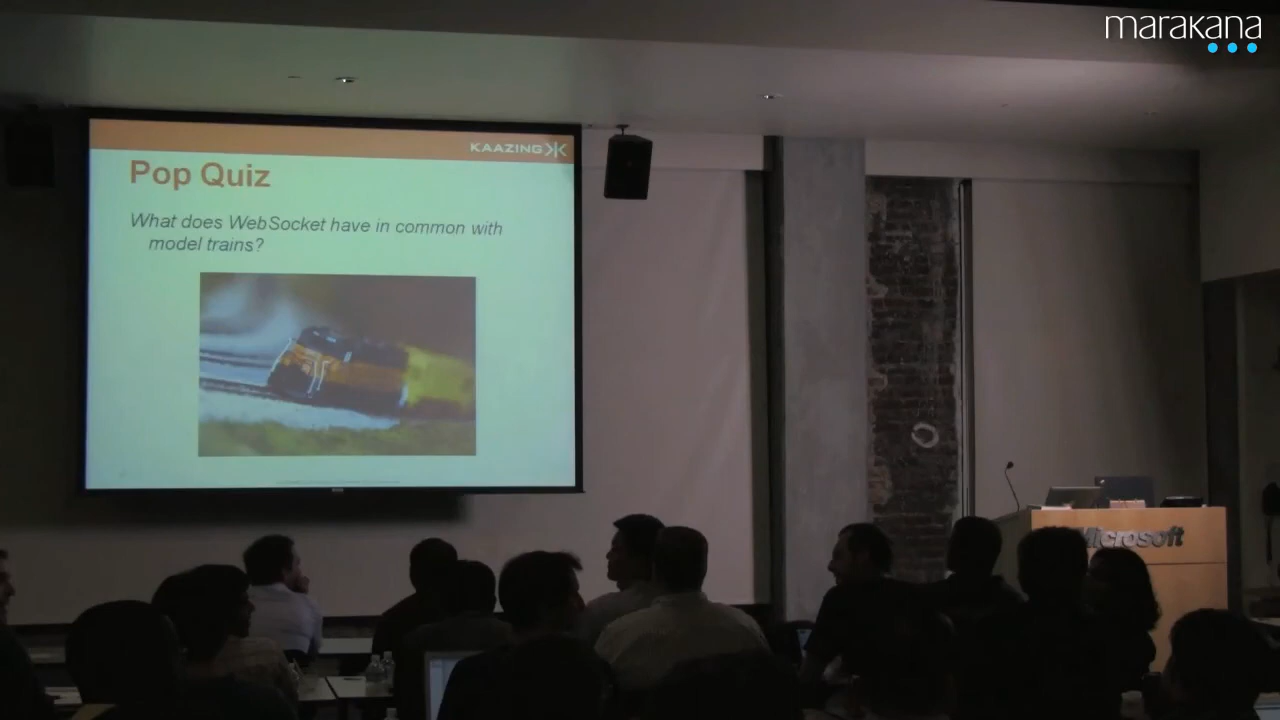 marakana
KAAZING
Pop Quiz
What does WebSocket have in common with
model trains?
Microsoft